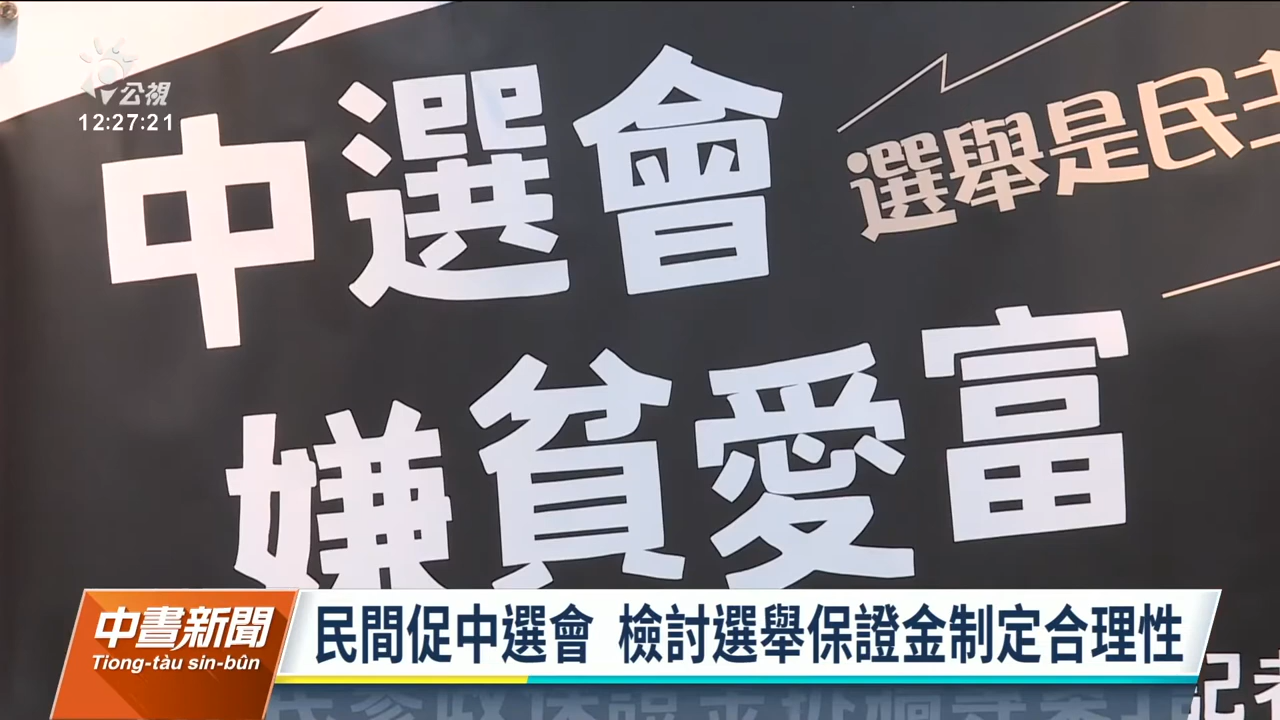 公視
12:27:21
中選會
選舉是民主
嫌貧愛富
中晝新聞
Tiong-tàu sin-bûn
民間促中選會 檢討選舉保證金制定合理性
記者